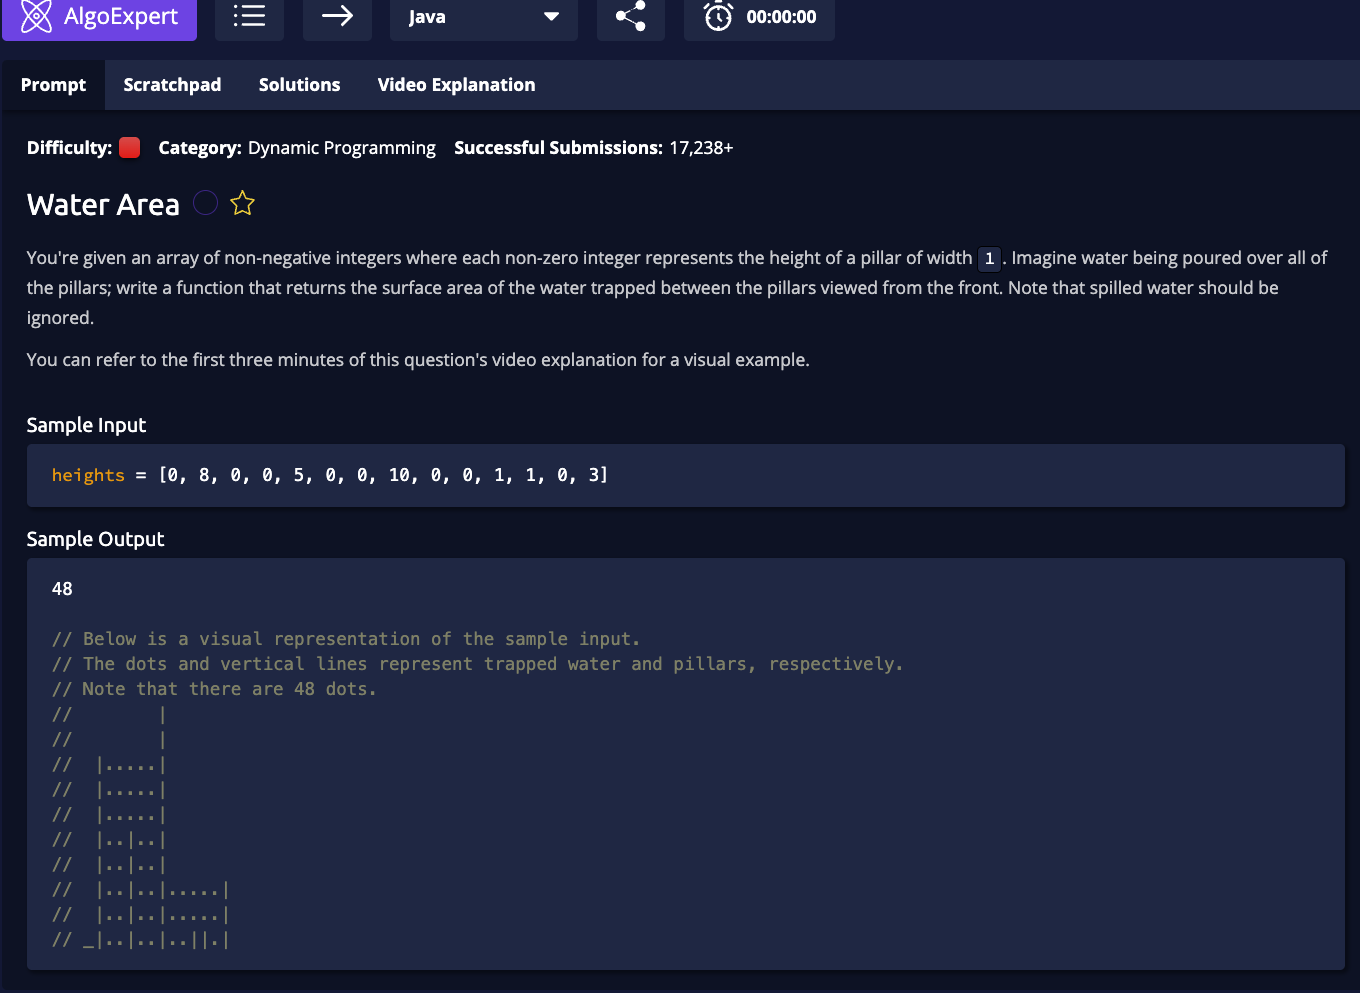 AlgoExpert Java 00:00:00
Prompt Scratchpad Solutions Video Explanation
Difficulty: Category: Dynamic Programming Successful Submissions: 17,238+
Water Area
You're given an array of non-negative integers where each non-zero integer represents the height of a pillar of width 1. Imagine water being poured over all of
the pillars; write a function that returns the surface area of the water trapped between the pillars viewed from the front. Note that spilled water should be
ignored.
You can refer to the first three minutes of this question's video explanation for a visual example.
Sample Input
heights = [0, 8, 0, 0, 5, 0, 0, 10, 0, 0, 1, 1, 0, 3]
Sample Output
48
// Below is a visual representation of the sample input.
// The dots and vertical lines represent trapped water and pillars, respectively.
// Note that there are 48 dots.
//        |
//        |
//  |.....|
//  |.....|
//  |.....|
//  |..|..|
//  |..|..|
//  |..|..|.....|
//  |..|..|.....|
// _|..|..|..||.|